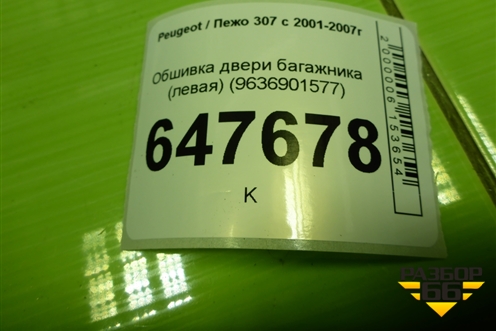 Peugeot / Пежо 307 с 2001-2007г
Обшивка двери багажника
(левая) (9636901577)
647678
К
2000006153654
РАЗБОР
66